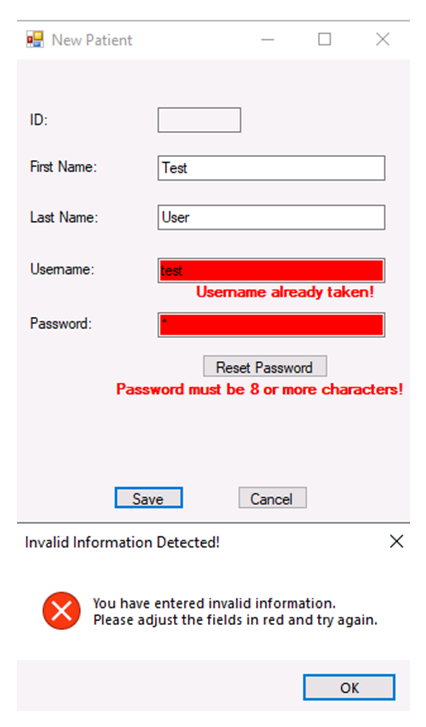 New Patient
ID:
First Name: Test
Last Name: User
Username: test
Username already taken!
Password: *
Reset Password
Password must be 8 or more characters!
Save Cancel
Invalid Information Detected!
You have entered invalid information.
Please adjust the fields in red and try again.
OK